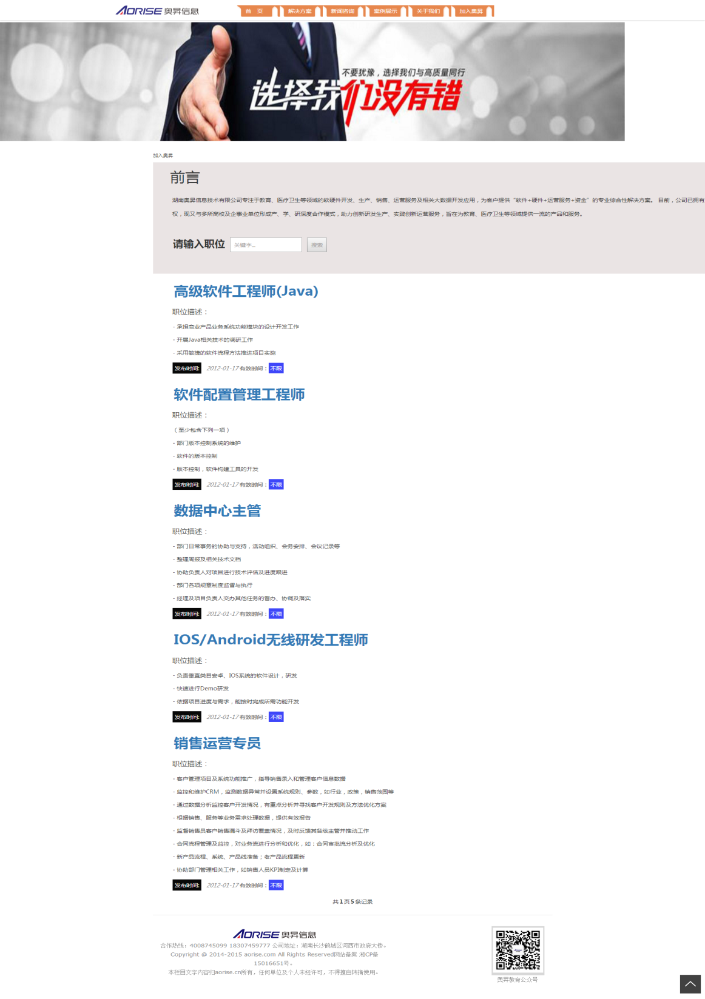 AORISE 奥昇信息
首 页
解决方案
新闻咨询
案例展示
关于我们
加入奥昇
不要犹豫，选择我们与高质量同行
选择我们没有错
加入奥昇
前言
湖南奥昇信息技术有限公司专注于教育、医疗卫生等领域的软硬件开发、生产、销售、运营服务及相关大数据开发应用，为客户提供“软件+硬件+运营服务+资金”的专业综合性解决方案。 目前，公司已拥有
权，现又与多所高校及企事业单位形成产、学、研深度合作模式，助力创新研发生产、实践创新运营服务，旨在为教育、医疗卫生等领域提供一流的产品和服务。
请输入职位 关键字... 搜索
高级软件工程师(Java)
职位描述：
- 承担商业产品业务系统功能模块的设计开发工作
- 开展Java相关技术的调研工作
- 采用敏捷的软件流程方法推进项目实施
发布时间: 2012-01-17 有效时间：不限
软件配置管理工程师
职位描述：
（至少包含下列一项）
- 部门版本控制系统的维护
- 软件的版本控制
- 版本控制，软件构建工具的开发
发布时间: 2012-01-17 有效时间：不限
数据中心主管
职位描述：
- 部门日常事务的协助与支持，活动组织、会务安排、会议记录等
- 整理周报及相关技术文档
- 协助负责人对项目进行技术评估及进度跟进
- 部门各项规章制度监督与执行
- 经理及项目负责人交办其他任务的督办、协调及落实
发布时间: 2012-01-17 有效时间：不限
IOS/Android无线研发工程师
职位描述：
- 负责垂直类目安卓、IOS系统的软件设计，研发
- 快速进行Demo研发
- 依据项目进度与需求，能按时完成所需功能开发
发布时间: 2012-01-17 有效时间：不限
销售运营专员
职位描述：
- 客户管理项目及系统功能推广，指导销售录入和管理客户信息数据
- 监控和维护CRM，监测数据异常并设置系统规则、参数，如行业，政策，销售范围等
- 通过数据分析监控客户开发情况，有重点分析并寻找客户开发规则及方法优化方案
- 根据销售、服务等业务需求处理数据，提供有效报告
- 监督销售员客户销售漏斗及拜访覆盖情况，及时反馈其各级主管并推动工作
- 合同流程管理及监控，对业务流进行分析和优化，如：合同审批流分析及优化
- 新产品流程、系统、产品线准备；老产品流程更新
- 协助部门管理相关工作，如销售人员KPI制定及计算
发布时间: 2012-01-17 有效时间：不限
共 1 页 5 条记录
AORISE 奥昇信息
合作热线：4008745099 18307459777 公司地址：湖南长沙鹤城区河西市政府大楼。
Copyright @ 2014-2015 aorise.com All Rights Reserved网站备案 湘CP备
15016651号。
本栏目文字内容归aorise.cn所有，任何单位及个人未经许可，不得擅自转摘使用。
奥昇教育公众号